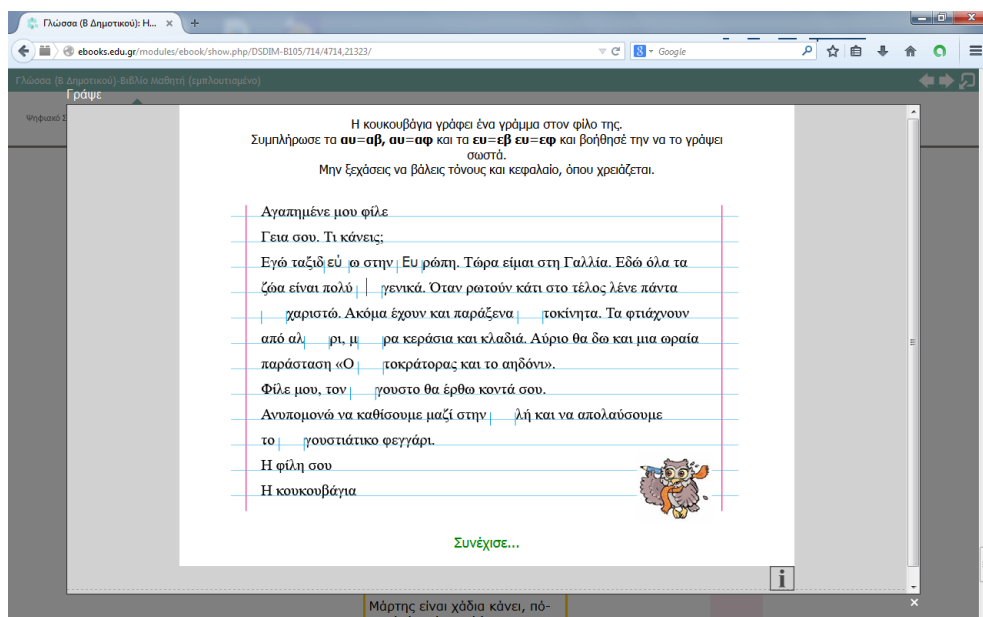 Γλώσσα (Β Δημοτικού): Η... × +
ebooks.edu.gr/modules/ebook/show.php/DSDIM-B105/714/4714,21323/
Google
Γλώσσα (Β Δημοτικού)-Βιβλίο Μαθητή (εμπλουτισμένο)
Γράψε
Ψηφιακό Σ
Η κουκουβάγια γράφει ένα γράμμα στον φίλο της.
Συμπλήρωσε τα αυ=αβ, αυ=αφ και τα ευ=εβ ευ=εφ και βοήθησέ την να το γράψει
σωστά.
Μην ξεχάσεις να βάλεις τόνους και κεφαλαίο, όπου χρειάζεται.
Αγαπημένε μου φίλε
Γεια σου. Τι κάνεις;
Εγώ ταξιδ εύ ω στην Ευ ρώπη. Τώρα είμαι στη Γαλλία. Εδώ όλα τα
ζώα είναι πολύ γενικά. Όταν ρωτούν κάτι στο τέλος λένε πάντα
χαριστώ. Ακόμα έχουν και παράξενα τοκίνητα. Τα φτιάχνουν
από αλ ρι, μ ρα κεράσια και κλαδιά. Αύριο θα δω και μια ωραία
παράσταση «Ο τοκράτορας και το αηδόνι».
Φίλε μου, τον γουστο θα έρθω κοντά σου.
Ανυπομονώ να καθίσουμε μαζί στην λή και να απολαύσουμε
το γουστιάτικο φεγγάρι.
Η φίλη σου
Η κουκουβάγια
Συνέχισε...
i
Μάρτης είναι χάδια κάνει, πό-